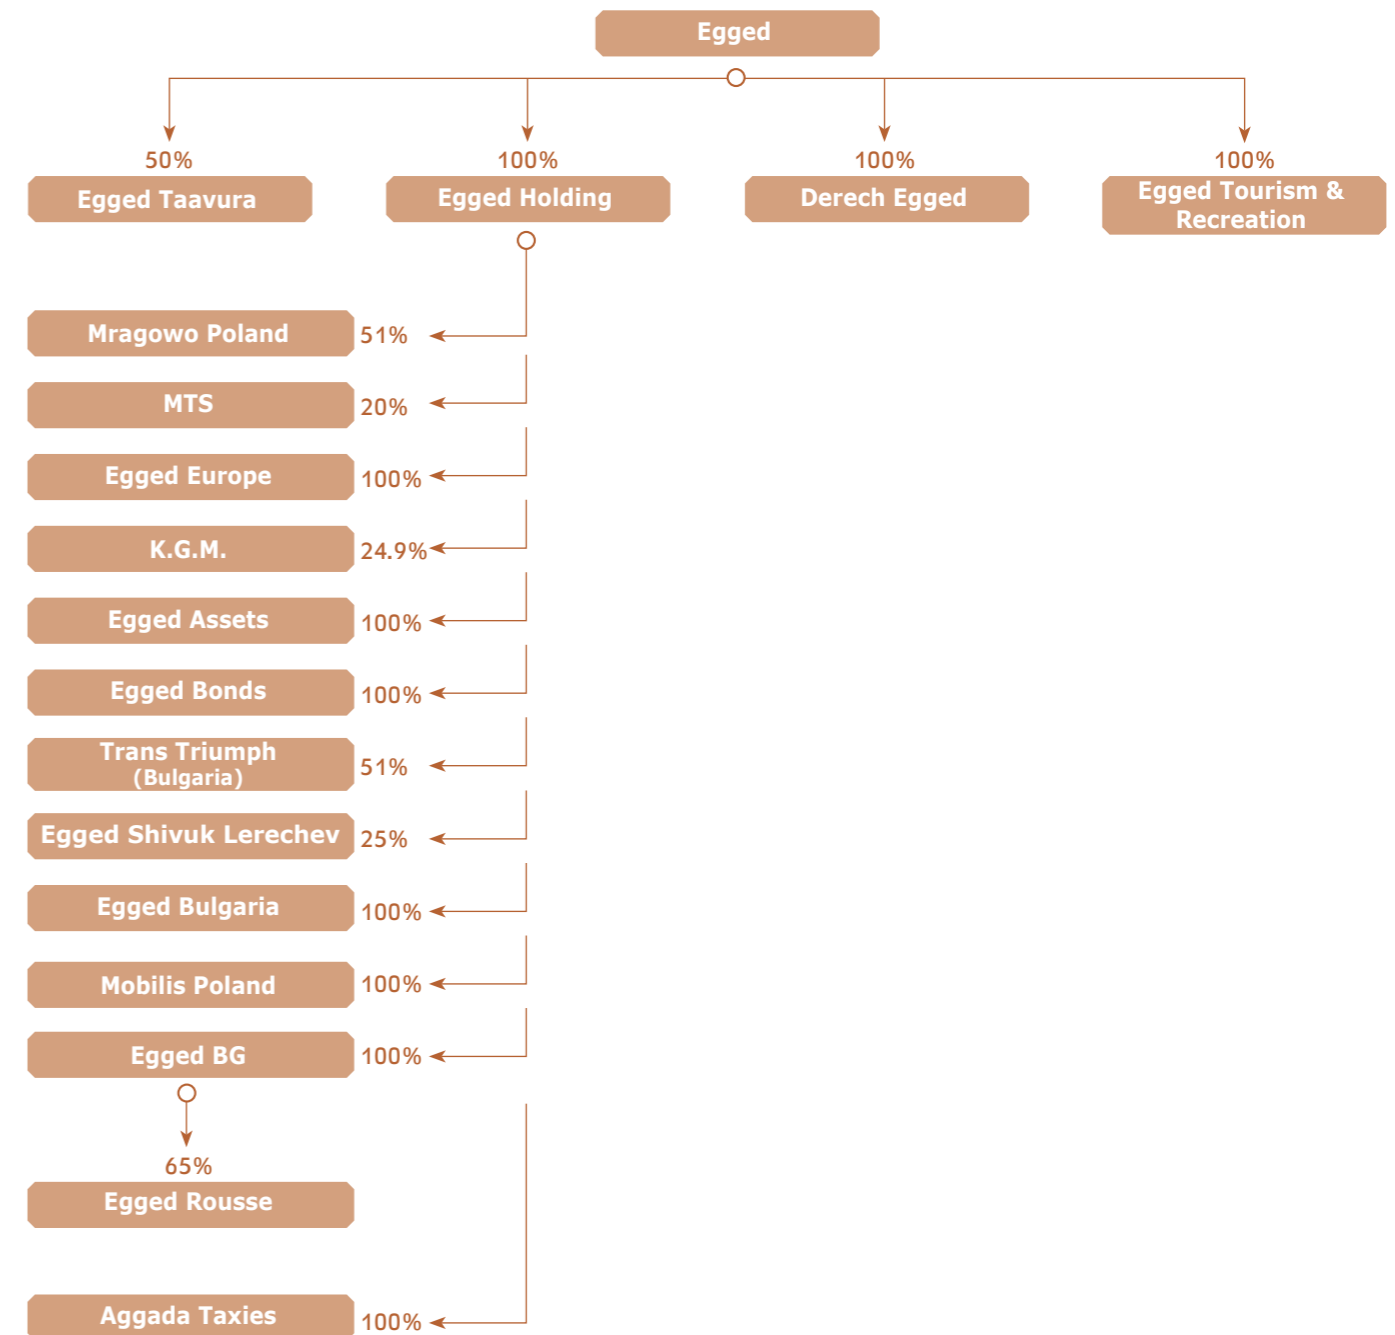 Egged
50%
100%
100%
100%
Egged Taavura
Egged Holding
Derech Egged
Egged Tourism &
Recreation
Mragowo Poland
51%
MTS
20%
Egged Europe
100%
K.G.M.
24.9%
Egged Assets
100%
Egged Bonds
100%
Trans Triumph
(Bulgaria)
51%
Egged Shivuk Lerechev
25%
Egged Bulgaria
100%
Mobilis Poland
100%
Egged BG
100%
65%
Egged Rousse
Aggada Taxies
100%